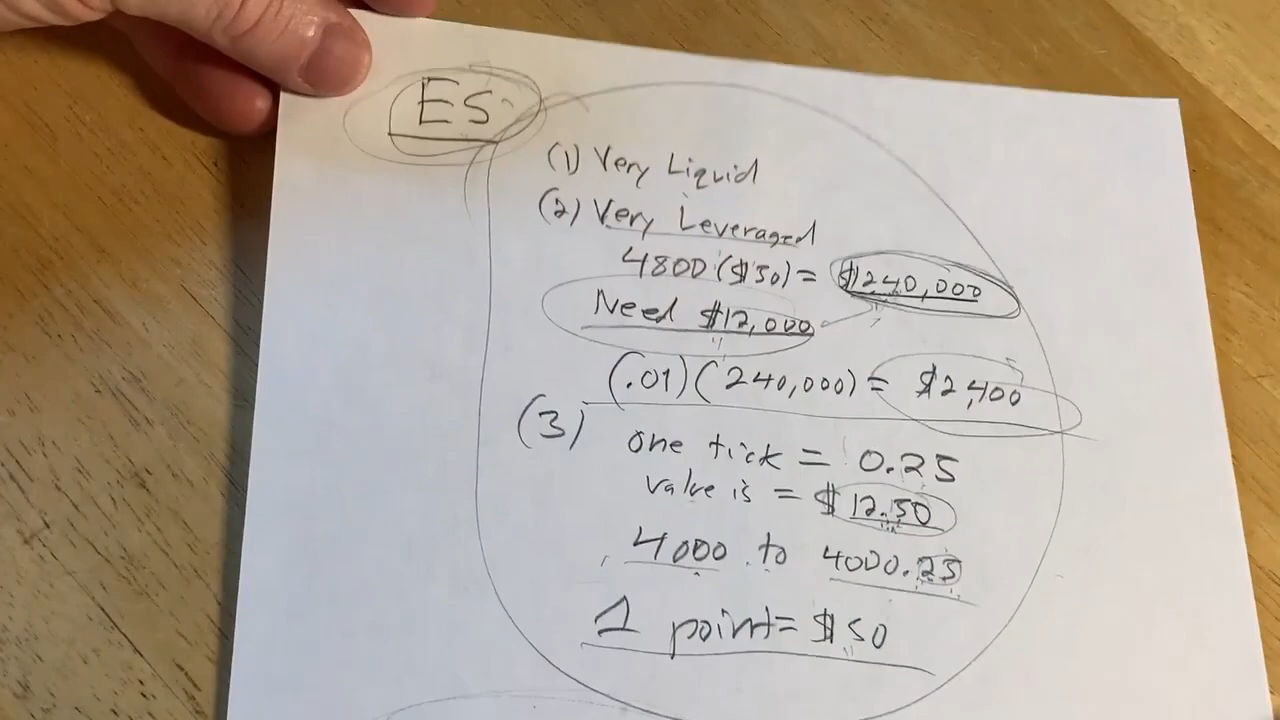 ES
(1) Very Liquid
(2) Very Leveraged
4800 ($50) = $240,000
Need $12,000
(.01)(240,000) = $2,400
(3) one tick = 0.25
value is = $12.50
4000 to 4000.25
1 point = $50